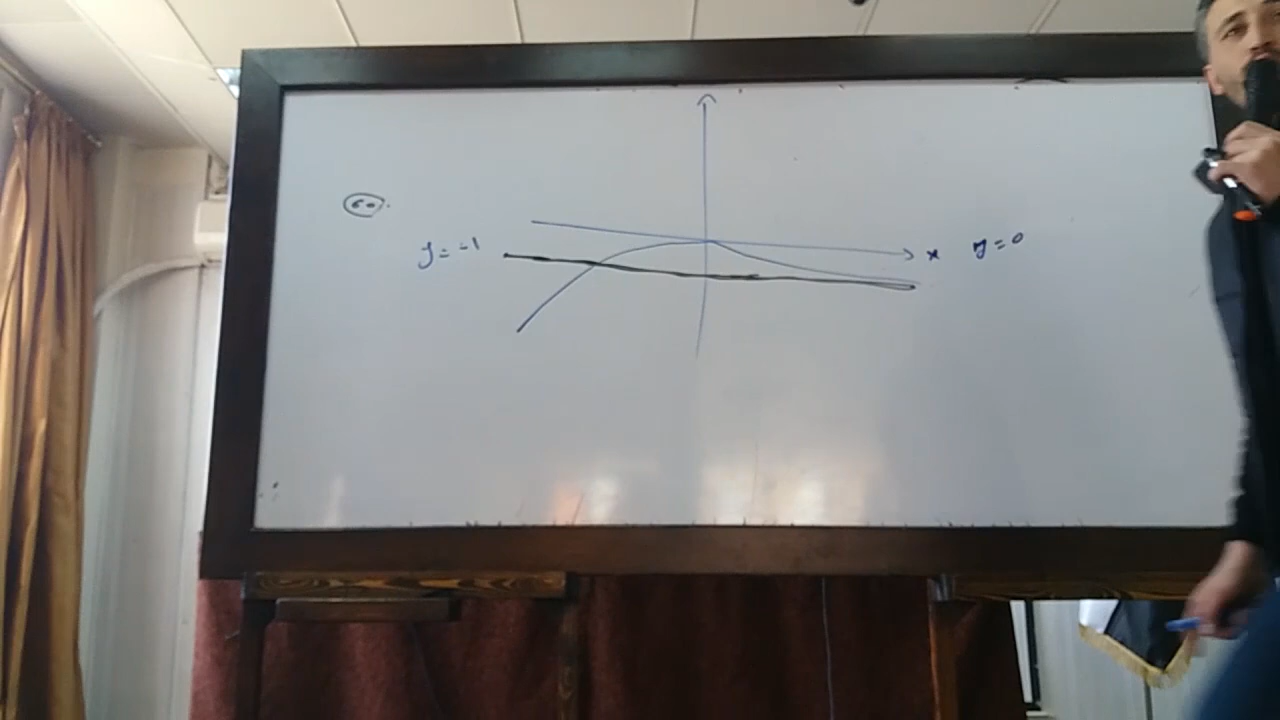 60.
y = -1
x y = 0